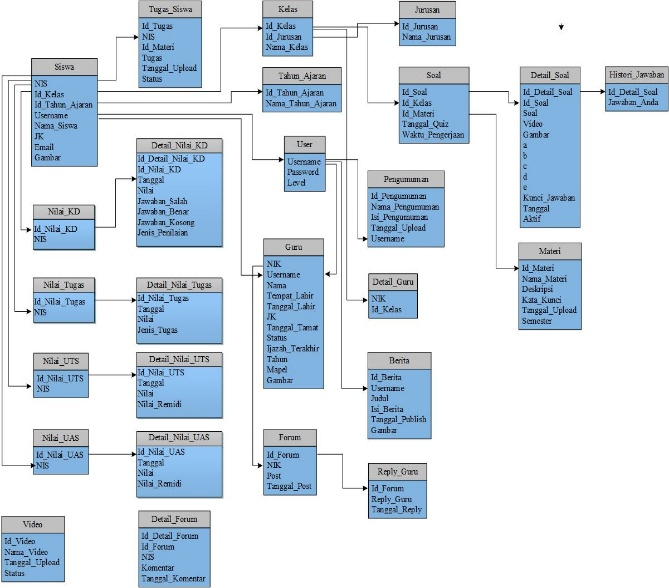 Tugas_Siswa
Id_Tugas
NIS
Id_Materi
Tugas
Tanggal_Upload
Status
Kelas
Id_Kelas
Id_Jurusan
Nama_Kelas
Jurusan
Id_Jurusan
Nama_Jurusan
Siswa
NIS
Id_Kelas
Id_Tahun_Ajaran
Username
Nama_Siswa
JK
Email
Gambar
Tahun_Ajaran
Id_Tahun_Ajaran
Nama_Tahun_Ajaran
Soal
Id_Soal
Id_Kelas
Id_Materi
Tanggal_Quiz
Waktu_Pengerjaan
Detail_Soal
Id_Detail_Soal
Id_Soal
Soal
Video
Gambar
a
b
c
d
e
Kunci_Jawaban
Tanggal
Aktif
Histori_Jawaban
Id_Detail_Soal
Jawaban_Anda
Detail_Nilai_KD
Id_Detail_Nilai_KD
Id_Nilai_KD
Tanggal
Nilai
Jawaban_Salah
Jawaban_Benar
Jawaban_Kosong
Jenis_Penilaian
User
Username
Password
Level
Pengumuman
Id_Pengumuman
Nama_Pengumuman
Isi_Pengumuman
Tanggal_Upload
Username
Nilai_KD
Id_Nilai_KD
NIS
Guru
NIK
Username
Nama
Tempat_Lahir
Tanggal_Lahir
JK
Tanggal_Tamat
Status
Ijazah_Terakhir
Tahun
Mapel
Gambar
Materi
Id_Materi
Nama_Materi
Deskripsi
Kata_Kunci
Tanggal_Upload
Semester
Nilai_Tugas
Id_Nilai_Tugas
NIS
Detail_Nilai_Tugas
Id_Nilai_Tugas
Tanggal
Nilai
Jenis_Tugas
Detail_Guru
NIK
Id_Kelas
Nilai_UTS
Id_Nilai_UTS
NIS
Detail_Nilai_UTS
Id_Nilai_UTS
Tanggal
Nilai
Nilai_Remidi
Berita
Id_Berita
Username
Judul
Isi_Berita
Tanggal_Publish
Gambar
Nilai_UAS
Id_Nilai_UAS
NIS
Detail_Nilai_UAS
Id_Nilai_UAS
Tanggal
Nilai
Nilai_Remidi
Forum
Id_Forum
NIK
Post
Tanggal_Post
Reply_Guru
Id_Forum
Reply_Guru
Tanggal_Reply
Video
Id_Video
Nama_Video
Tanggal_Upload
Status
Detail_Forum
Id_Detail_Forum
Id_Forum
NIS
Komentar
Tanggal_Komentar